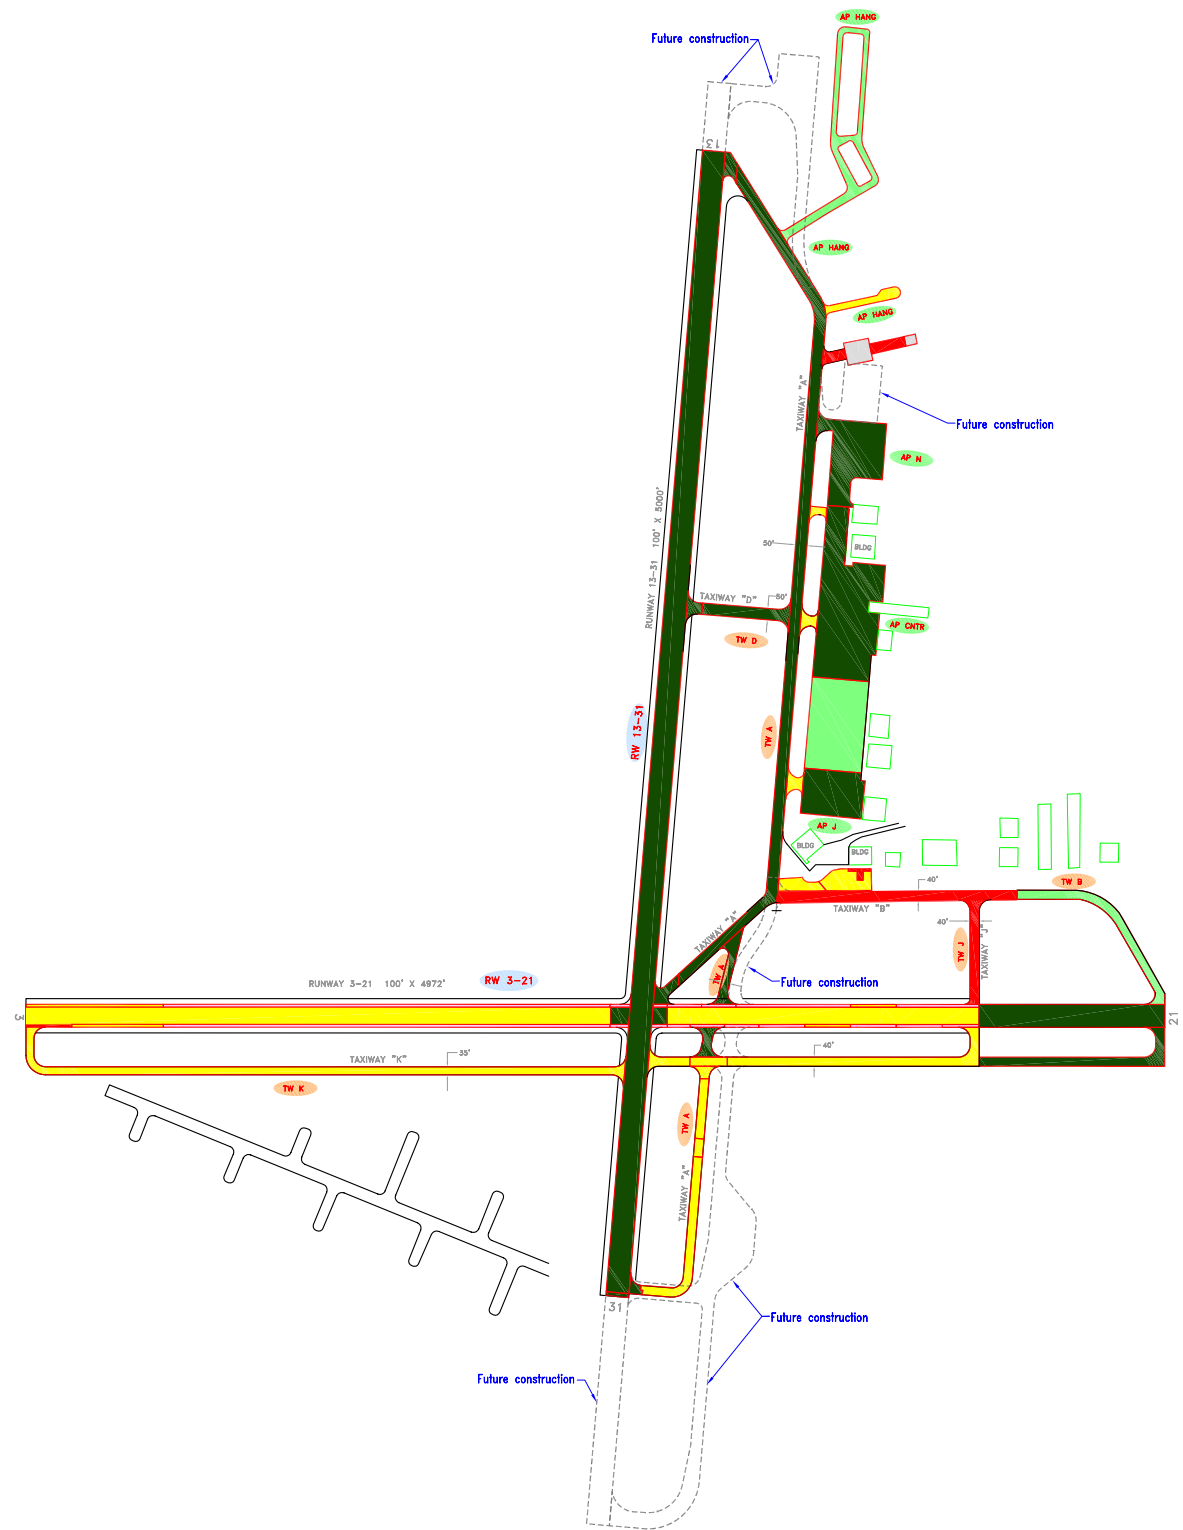 AP HANG
Future construction
13
AP HANG
AP HANG
TAXIWAY "A"
Future construction
AP N
RUNWAY 13-31 100' X 5000'
50'
BLDG
TAXIWAY "D"
50'
AP CNTR
TW D
RW 13-31
TW A
AP J
BLDG
BLDG
40'
TW B
TAXIWAY "B"
TAXIWAY "A"
40'
TW J
TAXIWAY "J"
TW A
Future construction
RUNWAY 3-21 100' X 4972'
RW 3-21
3
21
TAXIWAY "K"
35'
40'
TW K
TW A
TAXIWAY "A"
31
Future construction
Future construction